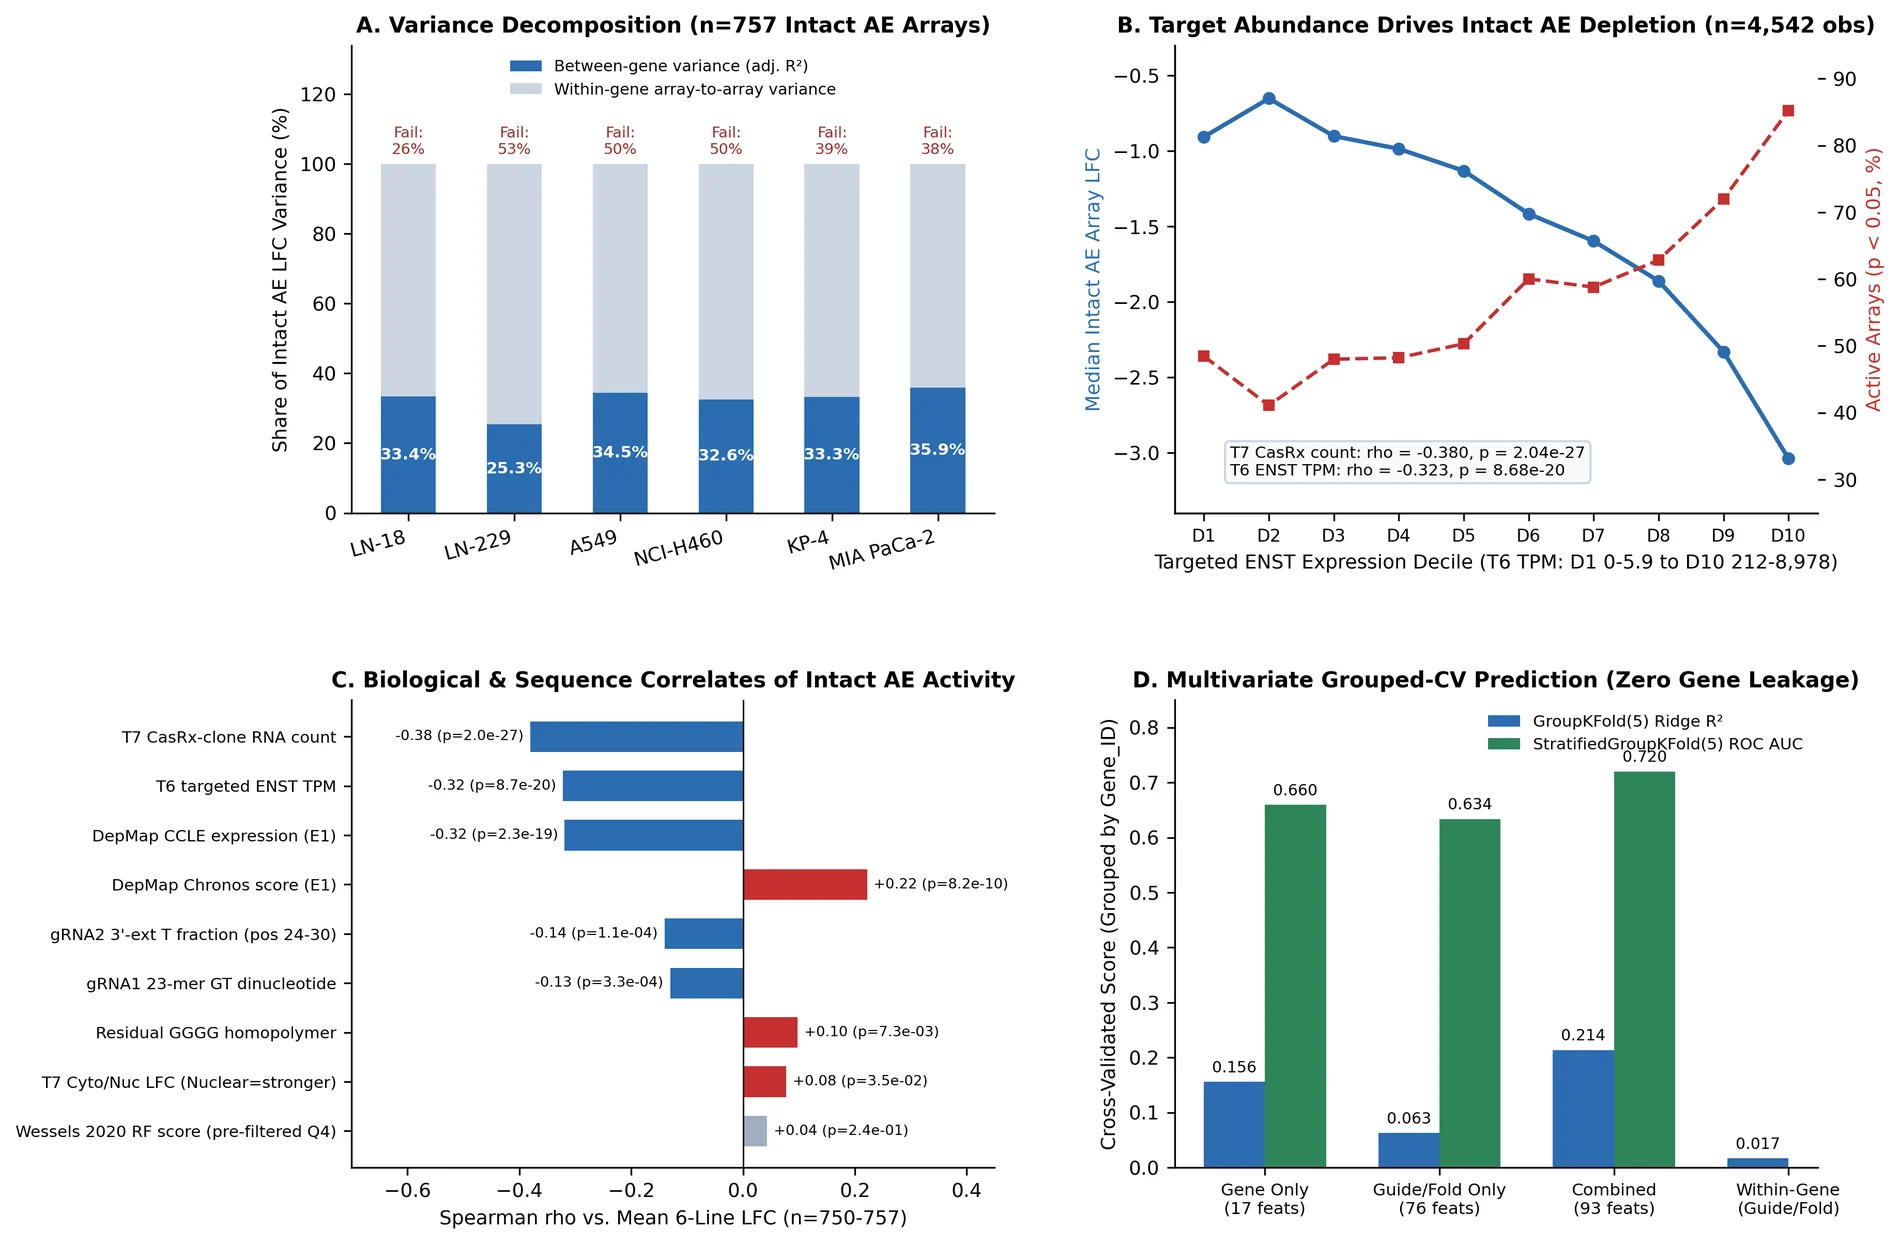 A. Variance Decomposition (n=757 Intact AE Arrays)
Between-gene variance (adj. R²)
Within-gene array-to-array variance
Share of Intact AE LFC Variance (%)
120
100
80
60
40
20
0
Fail:
26%
Fail:
53%
Fail:
50%
Fail:
50%
Fail:
39%
Fail:
38%
33.4%
25.3%
34.5%
32.6%
33.3%
35.9%
LN-18
LN-229
A549
NCI-H460
KP-4
MIA PaCa-2
B. Target Abundance Drives Intact AE Depletion (n=4,542 obs)
Median Intact AE Array LFC
−0.5
−1.0
−1.5
−2.0
−2.5
−3.0
90
80
70
60
50
40
30
Active Arrays (p < 0.05, %)
T7 CasRx count: rho = -0.380, p = 2.04e-27
T6 ENST TPM: rho = -0.323, p = 8.68e-20
D1
D2
D3
D4
D5
D6
D7
D8
D9
D10
Targeted ENST Expression Decile (T6 TPM: D1 0-5.9 to D10 212-8,978)
C. Biological & Sequence Correlates of Intact AE Activity
T7 CasRx-clone RNA count
-0.38 (p=2.0e-27)
T6 targeted ENST TPM
-0.32 (p=8.7e-20)
DepMap CCLE expression (E1)
-0.32 (p=2.3e-19)
DepMap Chronos score (E1)
+0.22 (p=8.2e-10)
gRNA2 3'-ext T fraction (pos 24-30)
-0.14 (p=1.1e-04)
gRNA1 23-mer GT dinucleotide
-0.13 (p=3.3e-04)
Residual GGGG homopolymer
+0.10 (p=7.3e-03)
T7 Cyto/Nuc LFC (Nuclear=stronger)
+0.08 (p=3.5e-02)
Wessels 2020 RF score (pre-filtered Q4)
+0.04 (p=2.4e-01)
−0.6
−0.4
−0.2
0.0
0.2
0.4
Spearman rho vs. Mean 6-Line LFC (n=750-757)
D. Multivariate Grouped-CV Prediction (Zero Gene Leakage)
GroupKFold(5) Ridge R²
StratifiedGroupKFold(5) ROC AUC
Cross-Validated Score (Grouped by Gene_ID)
0.8
0.7
0.6
0.5
0.4
0.3
0.2
0.1
0.0
0.156
0.660
0.063
0.634
0.214
0.720
0.017
Gene Only
(17 feats)
Guide/Fold Only
(76 feats)
Combined
(93 feats)
Within-Gene
(Guide/Fold)